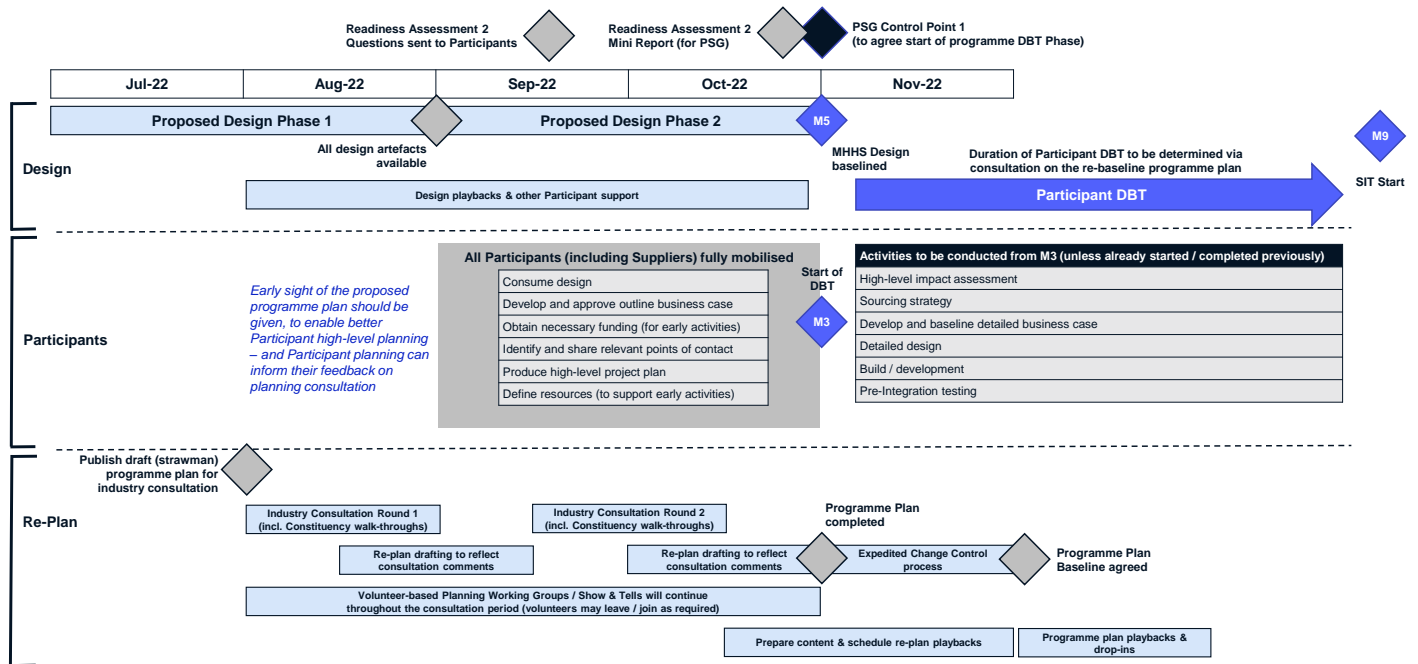 Readiness Assessment 2
Questions sent to Participants
Readiness Assessment 2
Mini Report (for PSG)
PSG Control Point 1
(to agree start of programme DBT Phase)
Jul-22
Aug-22
Sep-22
Oct-22
Nov-22
Design
Proposed Design Phase 1
Proposed Design Phase 2
M5
M9
All design artefacts
available
MHHS Design
baselined
Duration of Participant DBT to be determined via
consultation on the re-baseline programme plan
SIT Start
Design playbacks & other Participant support
Participant DBT
Participants
Early sight of the proposed
programme plan should be
given, to enable better
Participant high-level planning
– and Participant planning can
inform their feedback on
planning consultation
All Participants (including Suppliers) fully mobilised
Consume design
Develop and approve outline business case
Obtain necessary funding (for early activities)
Identify and share relevant points of contact
Produce high-level project plan
Define resources (to support early activities)
Start of
DBT
M3
Activities to be conducted from M3 (unless already started / completed previously)
High-level impact assessment
Sourcing strategy
Develop and baseline detailed business case
Detailed design
Build / development
Pre-Integration testing
Re-Plan
Publish draft (strawman)
programme plan for
industry consultation
Industry Consultation Round 1
(incl. Constituency walk-throughs)
Industry Consultation Round 2
(incl. Constituency walk-throughs)
Programme Plan
completed
Re-plan drafting to reflect
consultation comments
Re-plan drafting to reflect
consultation comments
Expedited Change Control
process
Programme Plan
Baseline agreed
Volunteer-based Planning Working Groups / Show & Tells will continue
throughout the consultation period (volunteers may leave / join as required)
Prepare content & schedule re-plan playbacks
Programme plan playbacks &
drop-ins